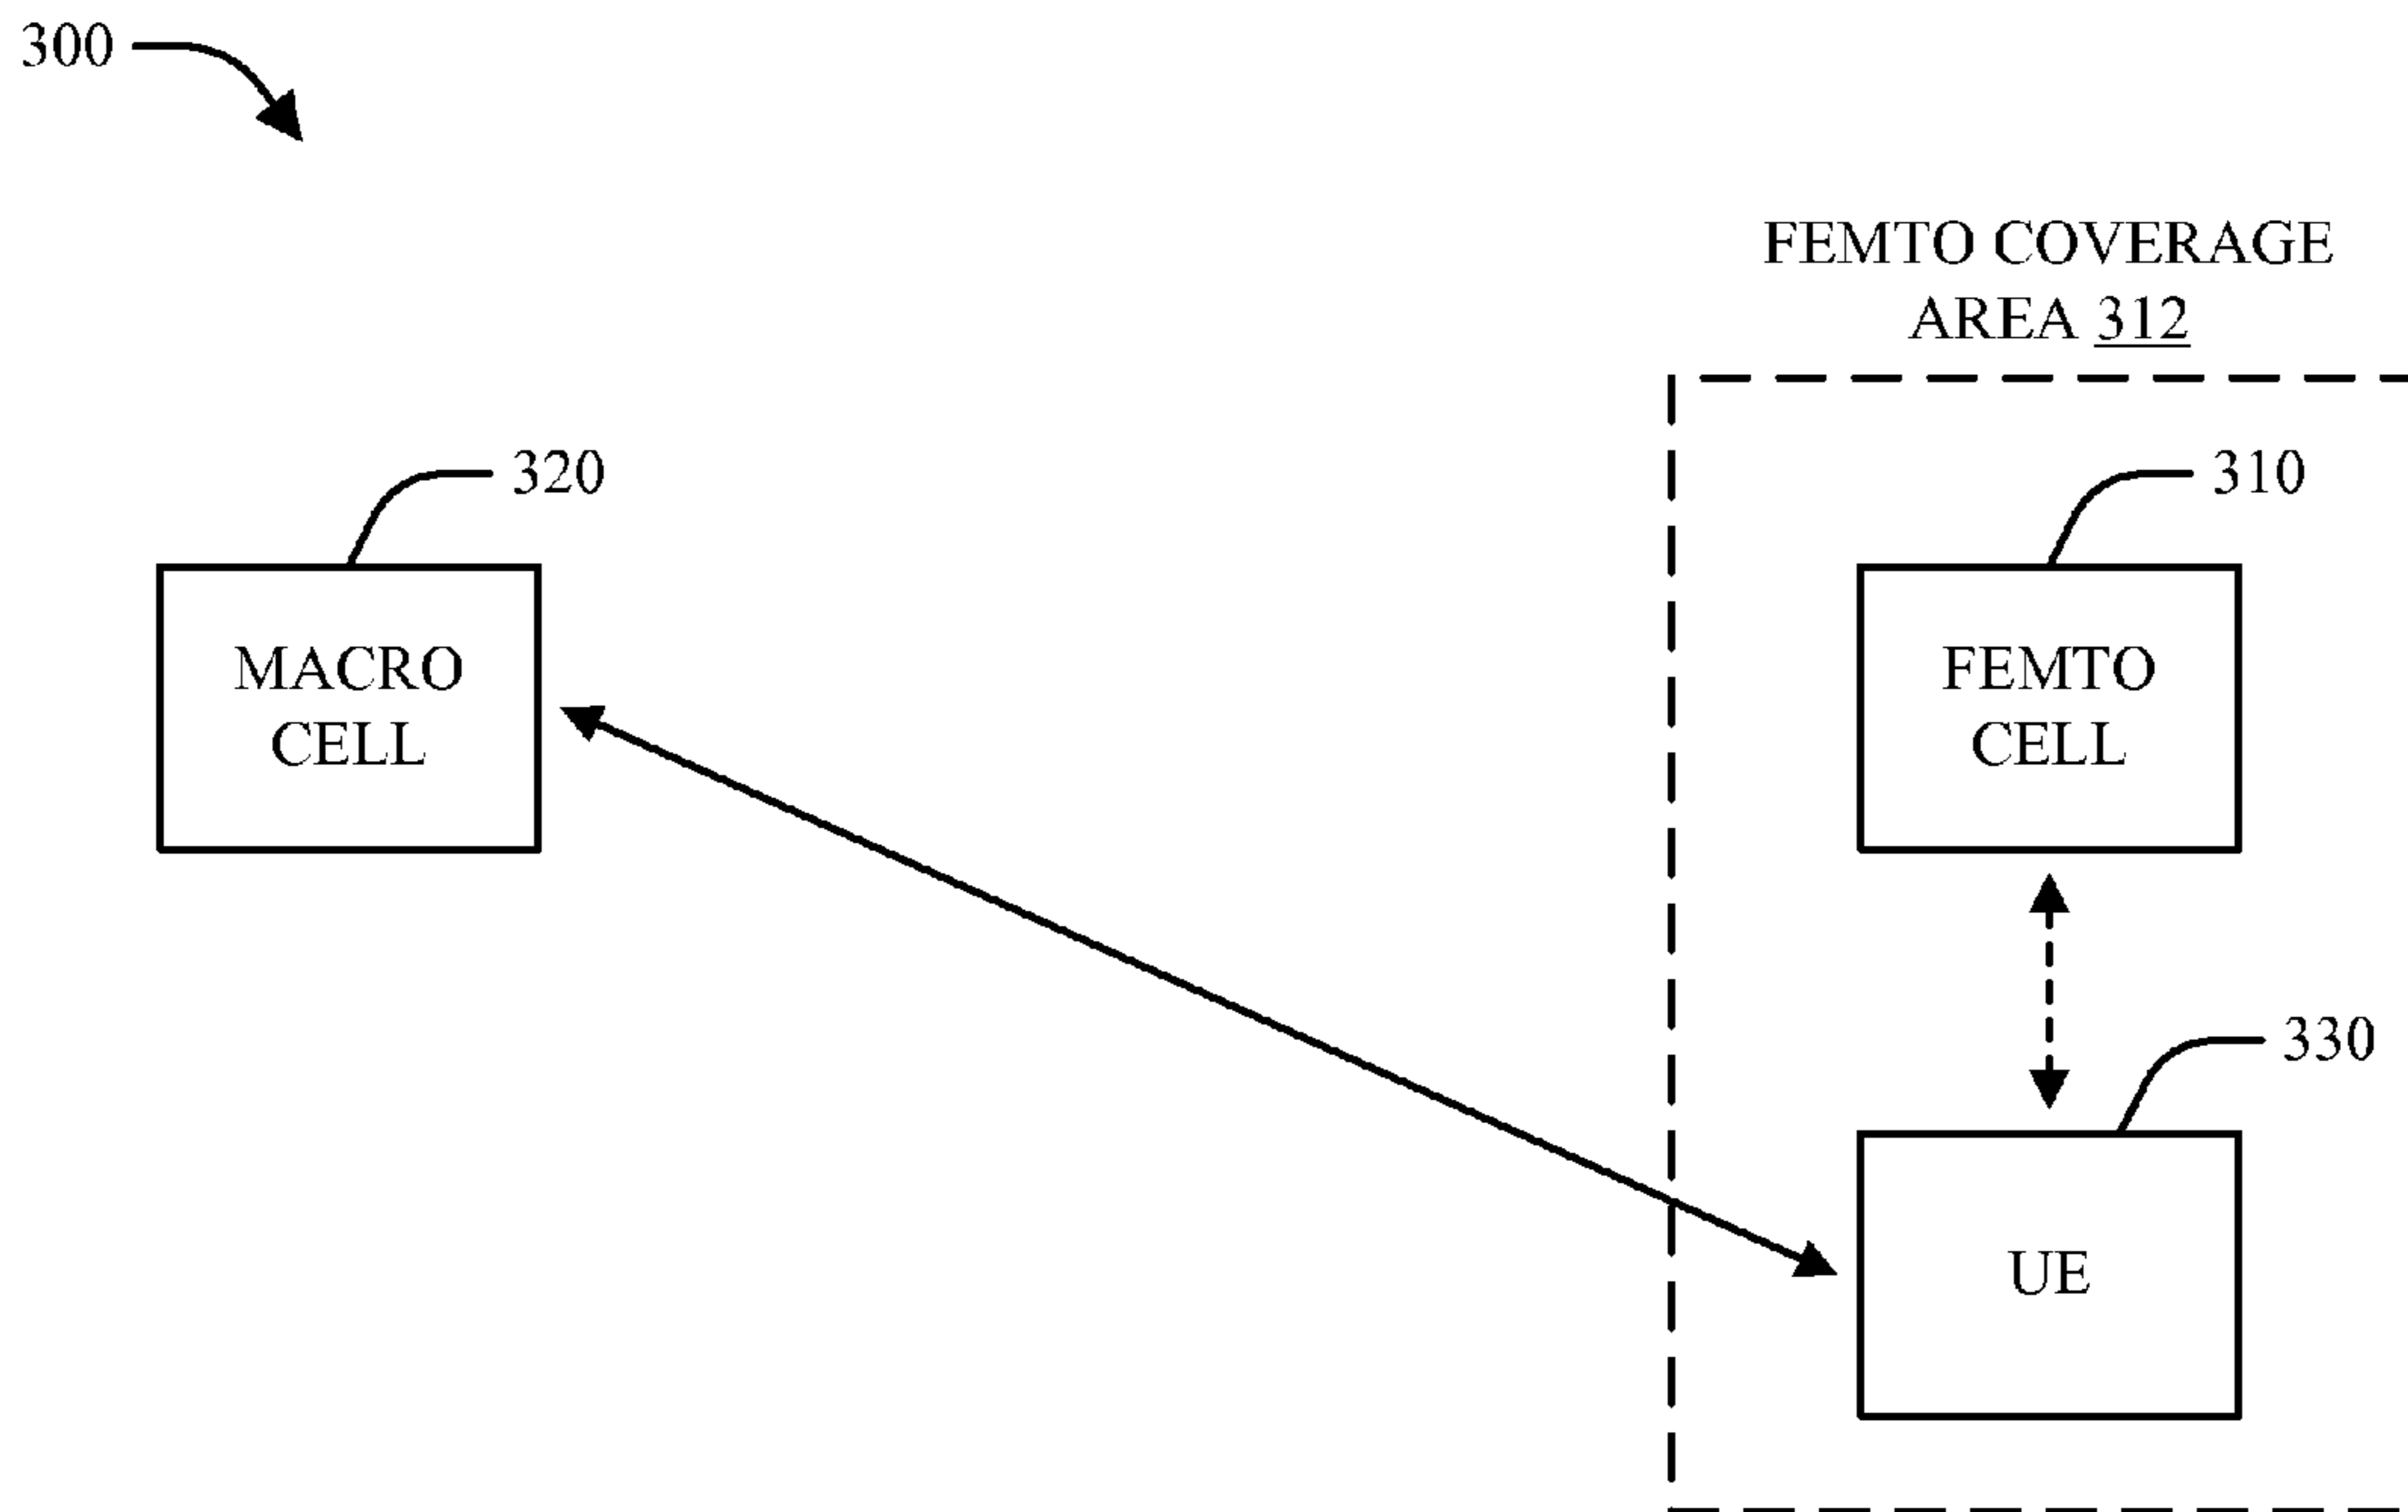 300
FEMTO COVERAGE
AREA 312
320
310
MACRO
CELL
FEMTO
CELL
330
UE